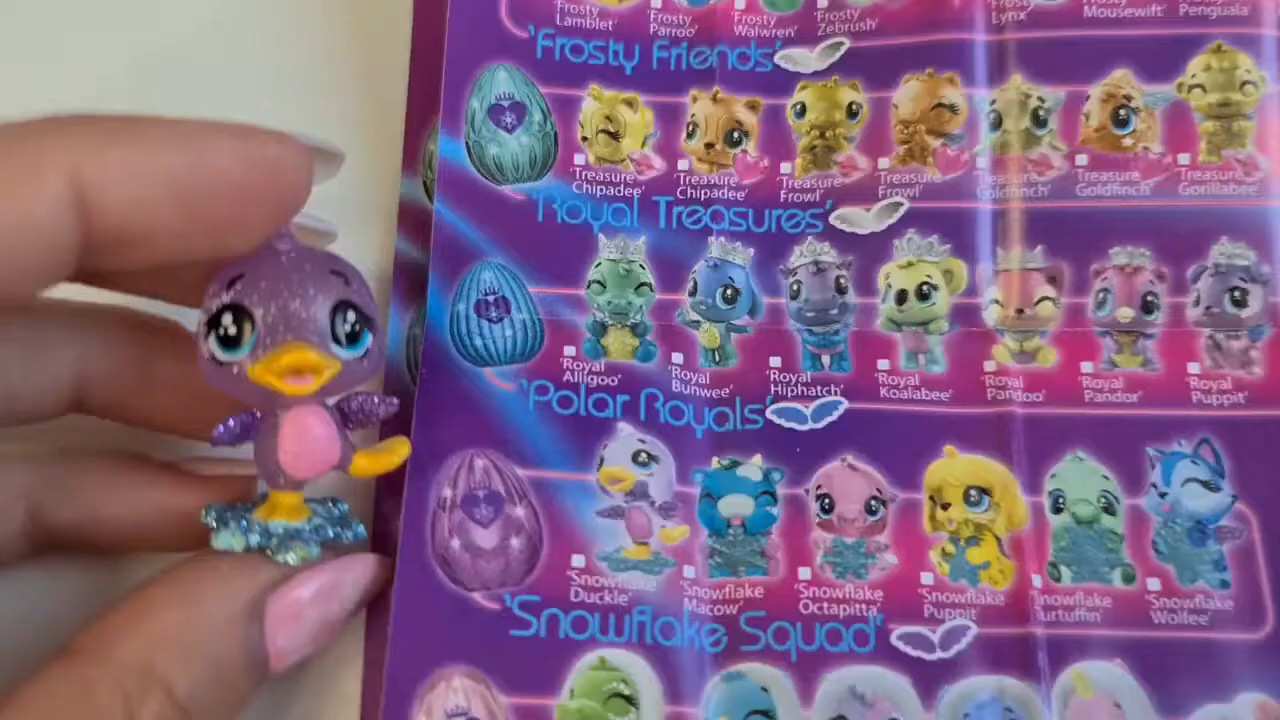 'Frosty Lamblet'
'Frosty Parroo'
'Frosty Walwren'
'Frosty Zebrush'
'Frosty Lynx'
Mousewift'
Penguala'
'Frosty Friends'
'Treasure Chipadee'
'Treasure Chipadee'
'Treasure Frowl'
'Treasure Frowl'
'Treasure Goldfinch'
'Treasure Goldfinch'
'Treasure Gorillabee'
'Royal Treasures'
'Royal Alligoo'
'Royal Bunwee'
'Royal Hiphatch'
'Royal Koalabee'
'Royal Pandoo'
'Royal Pandor'
'Royal Puppit'
'Polar Royals'
'Snowflake Duckle'
'Snowflake Macow'
'Snowflake Octapitta'
'Snowflake Puppit'
'Snowflake urtuffin'
'Snowflake Wolfee'
'Snowflake Squad'